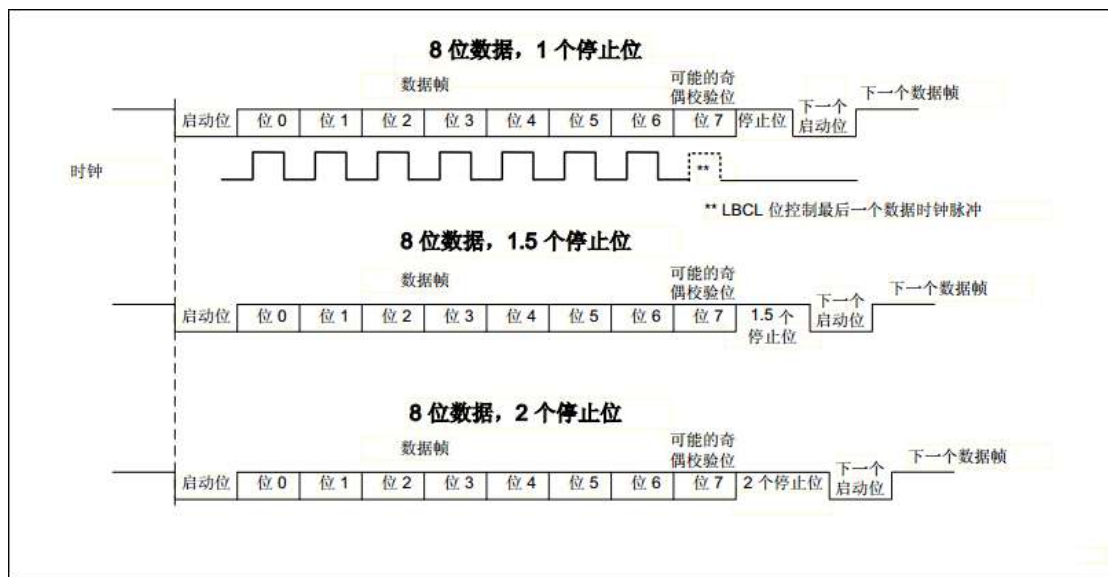 8 位数据，1 个停止位
数据帧
可能的奇
偶校验位
下一个数据帧
启动位 位 0 位 1 位 2 位 3 位 4 位 5 位 6 位 7 停止位 下一个
启动位
时钟
**
** LBCL 位控制最后一个数据时钟脉冲
8 位数据，1.5 个停止位
数据帧
可能的奇
偶校验位
下一个数据帧
启动位 位 0 位 1 位 2 位 3 位 4 位 5 位 6 位 7 1.5 个
停止位
下一个
启动位
8 位数据，2 个停止位
数据帧
可能的奇
偶校验位
下一个数据帧
启动位 位 0 位 1 位 2 位 3 位 4 位 5 位 6 位 7 2 个停止位 下一个
启动位